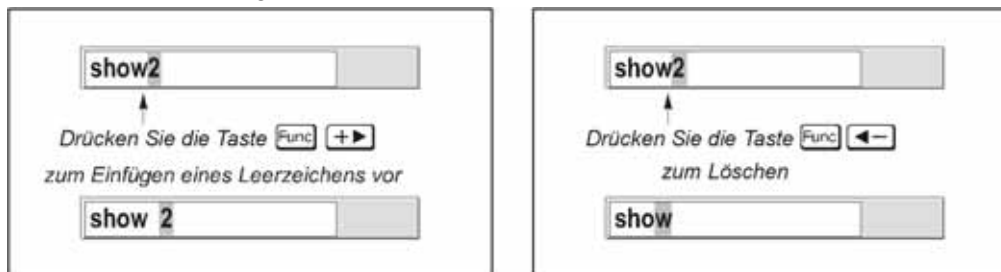 show2
Drücken Sie die Taste Func +►
zum Einfügen eines Leerzeichens vor
show 2
show2
Drücken Sie die Taste Func ◄−
zum Löschen
show